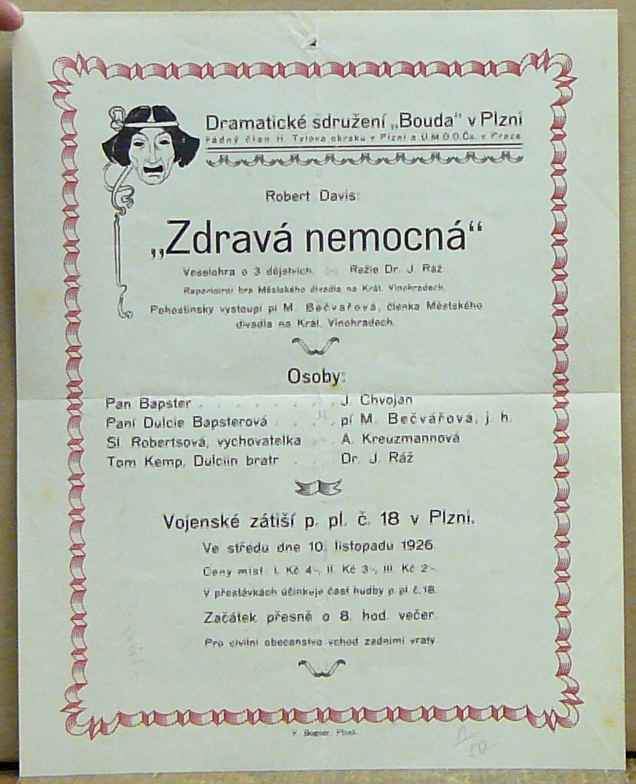 Dramatické sdružení „Bouda" v Plzni
řádný člen II. Tylova okrsku v Plzni a Ú.M.D.O.Čs. v Praze
Robert Davis:
„Zdravá nemocná"
Veselohra o 3 dějstvích. Režie Dr. J. Ráž.
Repertoirní hra Městského divadla na Král. Vinohradech.
Pohostinsky vystoupí pí M. Bečvářová, členka Městského
divadla na Král. Vinohradech.
Osoby:
Pan Bapster . . . . . . . . J. Chvojan
Paní Dulcie Bapsterová . . . . pí M. Bečvářová, j. h.
Sl. Robertsová, vychovatelka . . A. Kreuzmannová
Tom Kemp, Dulciin bratr . . . Dr. J. Ráž
Vojenské zátiší p. pl. č. 18 v Plzni.
Ve středu dne 10. listopadu 1926.
Ceny míst: I. Kč 4·-, II. Kč 3·-, III. Kč 2·-.
V přestávkách účinkuje část hudby p. pl. č. 18.
Začátek přesně o 8. hod. večer.
Pro civilní obecenstvo vchod zadními vraty.
Plzeň.